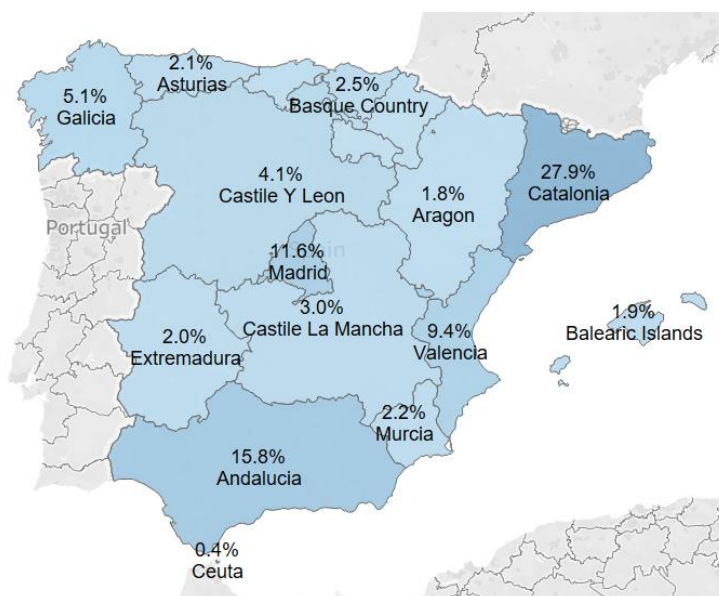 2.1%
Asturias
2.5%
Basque Country
5.1%
Galicia
4.1%
Castile Y Leon
27.9%
Catalonia
1.8%
Aragon
Portugal
11.6%
Madrid
3.0%
Castile La Mancha
1.9%
Balearic Islands
2.0%
Extremadura
9.4%
Valencia
2.2%
Murcia
15.8%
Andalucia
0.4%
Ceuta